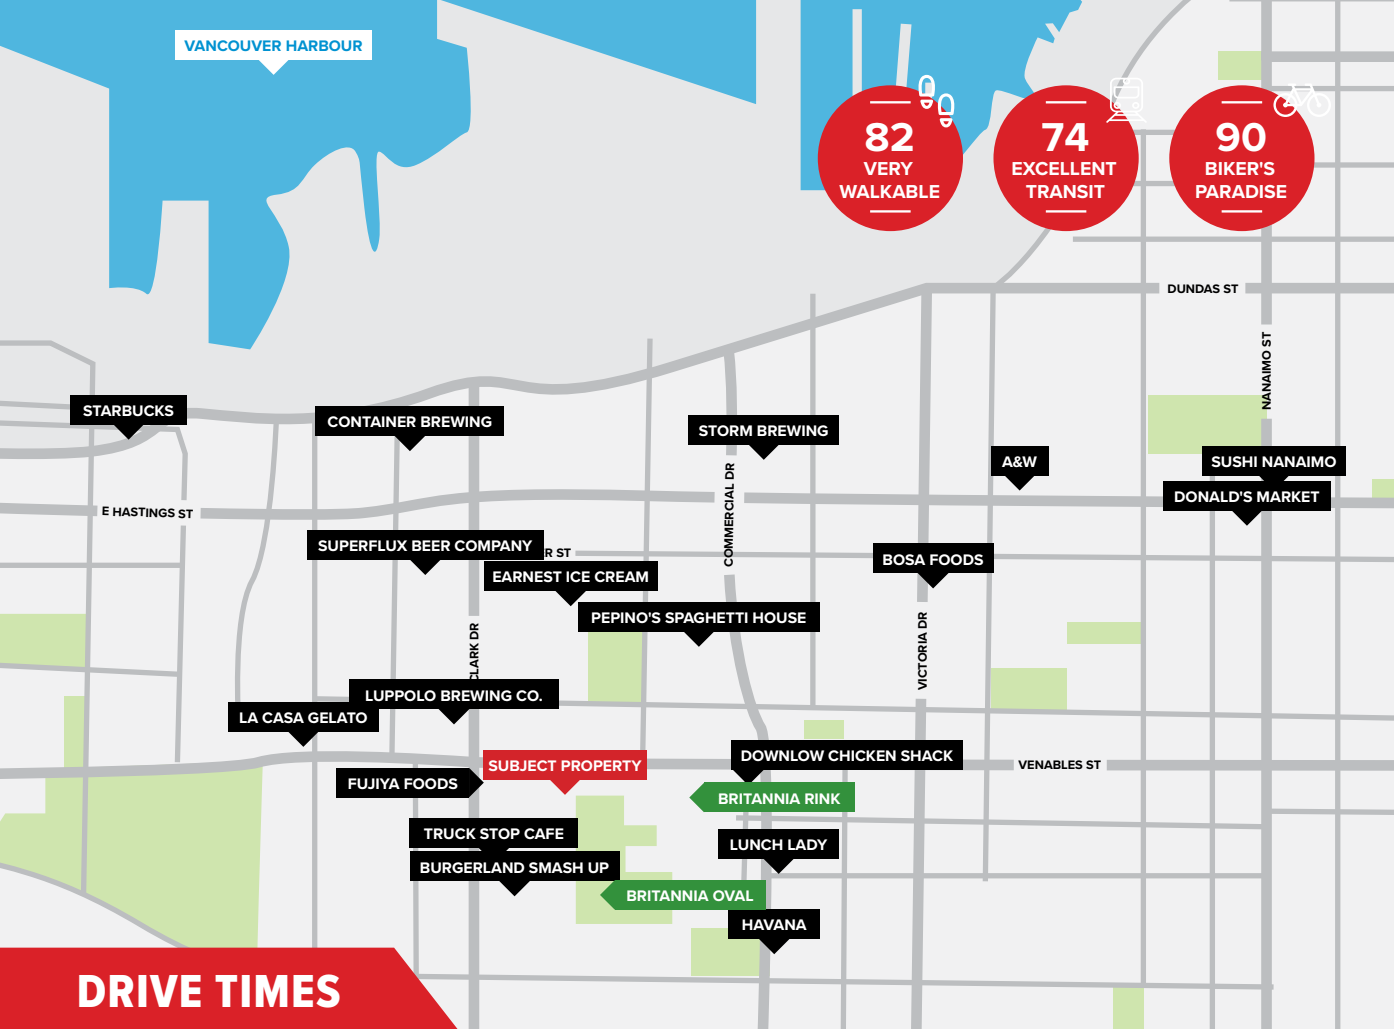 VANCOUVER HARBOUR
82
VERY
WALKABLE
74
EXCELLENT
TRANSIT
90
BIKER'S
PARADISE
DUNDAS ST
NANAIMO ST
STARBUCKS
CONTAINER BREWING
STORM BREWING
A&W
SUSHI NANAIMO
DONALD'S MARKET
E HASTINGS ST
COMMERCIAL DR
SUPERFLUX BEER COMPANY
R ST
BOSA FOODS
EARNEST ICE CREAM
PEPINO'S SPAGHETTI HOUSE
CLARK DR
VICTORIA DR
LUPPOLO BREWING CO.
LA CASA GELATO
SUBJECT PROPERTY
DOWNLOW CHICKEN SHACK
VENABLES ST
FUJIYA FOODS
BRITANNIA RINK
TRUCK STOP CAFE
LUNCH LADY
BURGERLAND SMASH UP
BRITANNIA OVAL
HAVANA
DRIVE TIMES